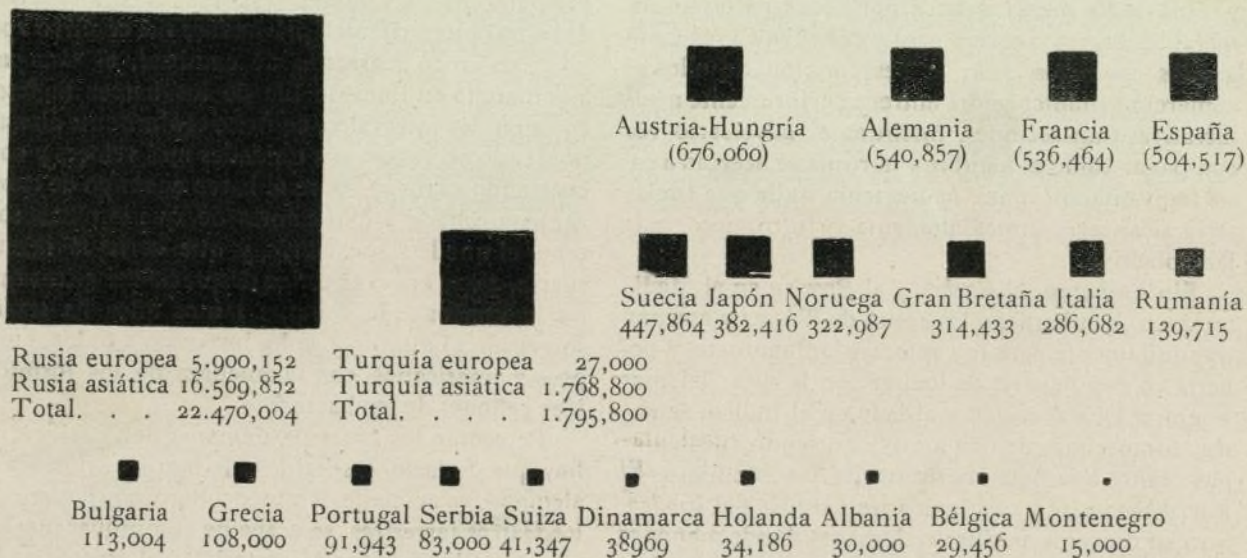 Austria-Hungría Alemania Francia España
(676,060) (540,857) (536,464) (504,517)
Suecia Japón Noruega Gran Bretaña Italia Rumanía
447,864 382,416 322,987 314,433 286,682 139,715
Rusia europea 5.900,152
Rusia asiática 16.569,852
Total. . . 22.470,004
Turquía europea 27,000
Turquía asiática 1.768,800
Total. . . . 1.795,800
Bulgaria Grecia Portugal Serbia Suiza Dinamarca Holanda Albania Bélgica Montenegro
113,004 108,000 91,943 83,000 41,347 38969 34,186 30,000 29,456 15,000